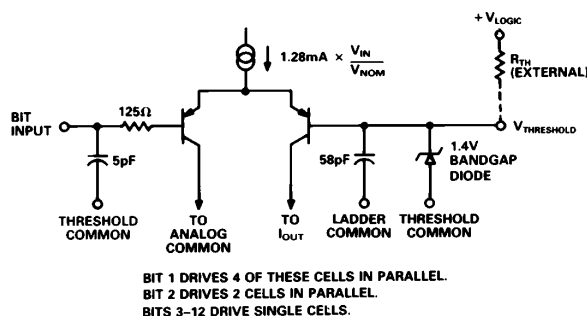 + VLOGIC
RTH
(EXTERNAL)
1.28mA × VIN
VNOM
BIT
INPUT
125Ω
VTHRESHOLD
5pF
58pF
1.4V
BANDGAP
DIODE
THRESHOLD
COMMON
TO
ANALOG
COMMON
TO
IOUT
LADDER
COMMON
THRESHOLD
COMMON
BIT 1 DRIVES 4 OF THESE CELLS IN PARALLEL.
BIT 2 DRIVES 2 CELLS IN PARALLEL.
BITS 3–12 DRIVE SINGLE CELLS.